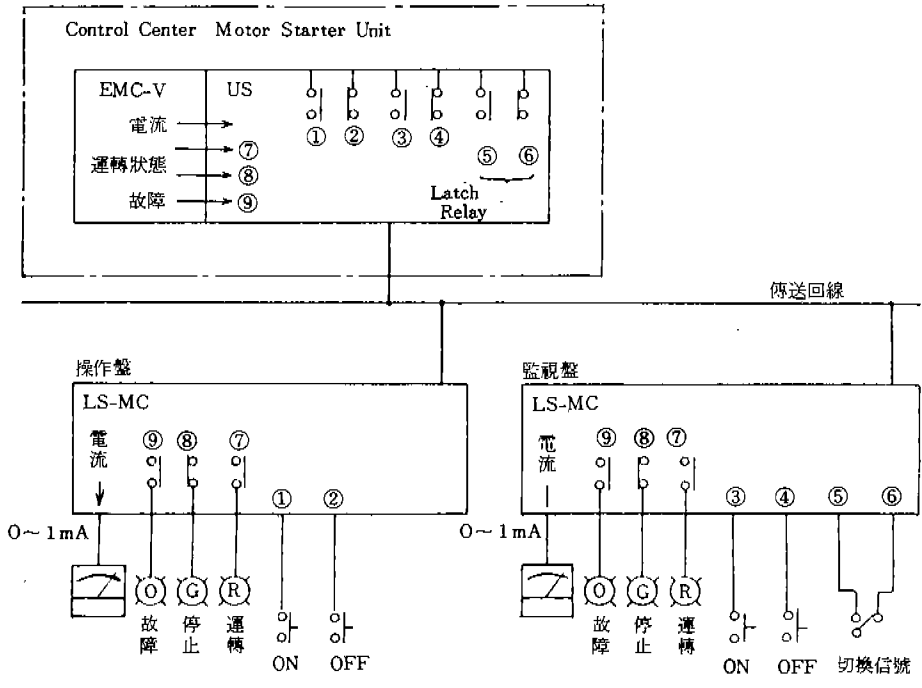 Control Center Motor Starter Unit
EMC-V
US
電流
運轉狀態
故障
⑦
⑧
⑨
①
②
③
④
⑤
⑥
Latch
Relay
傳送回線
操作盤
LS-MC
電流
⑨
⑧
⑦
①
②
0～1mA
O
G
R
故障
停止
運轉
ON
OFF
監視盤
LS-MC
電流
⑨
⑧
⑦
③
④
⑤
⑥
0～1mA
O
G
R
故障
停止
運轉
ON
OFF
切換信號